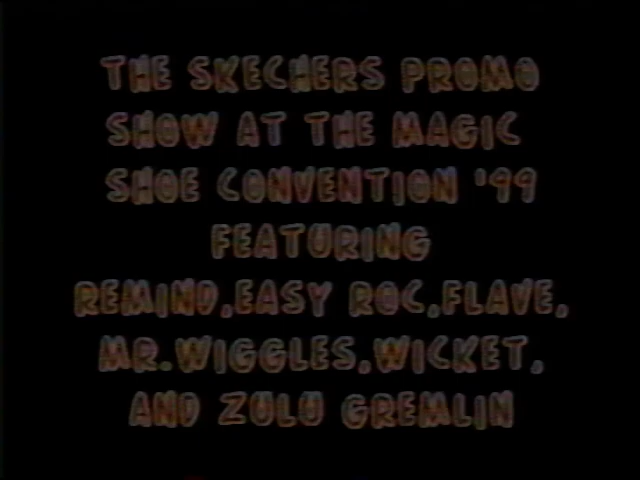 THE SKECHERS PROMO
SHOW AT THE MAGIC
SHOE CONVENTION '99
FEATURING
REMIND,EASY ROC,FLAVE,
MR.WIGGLES,WICKET,
AND ZULU GREMLIN